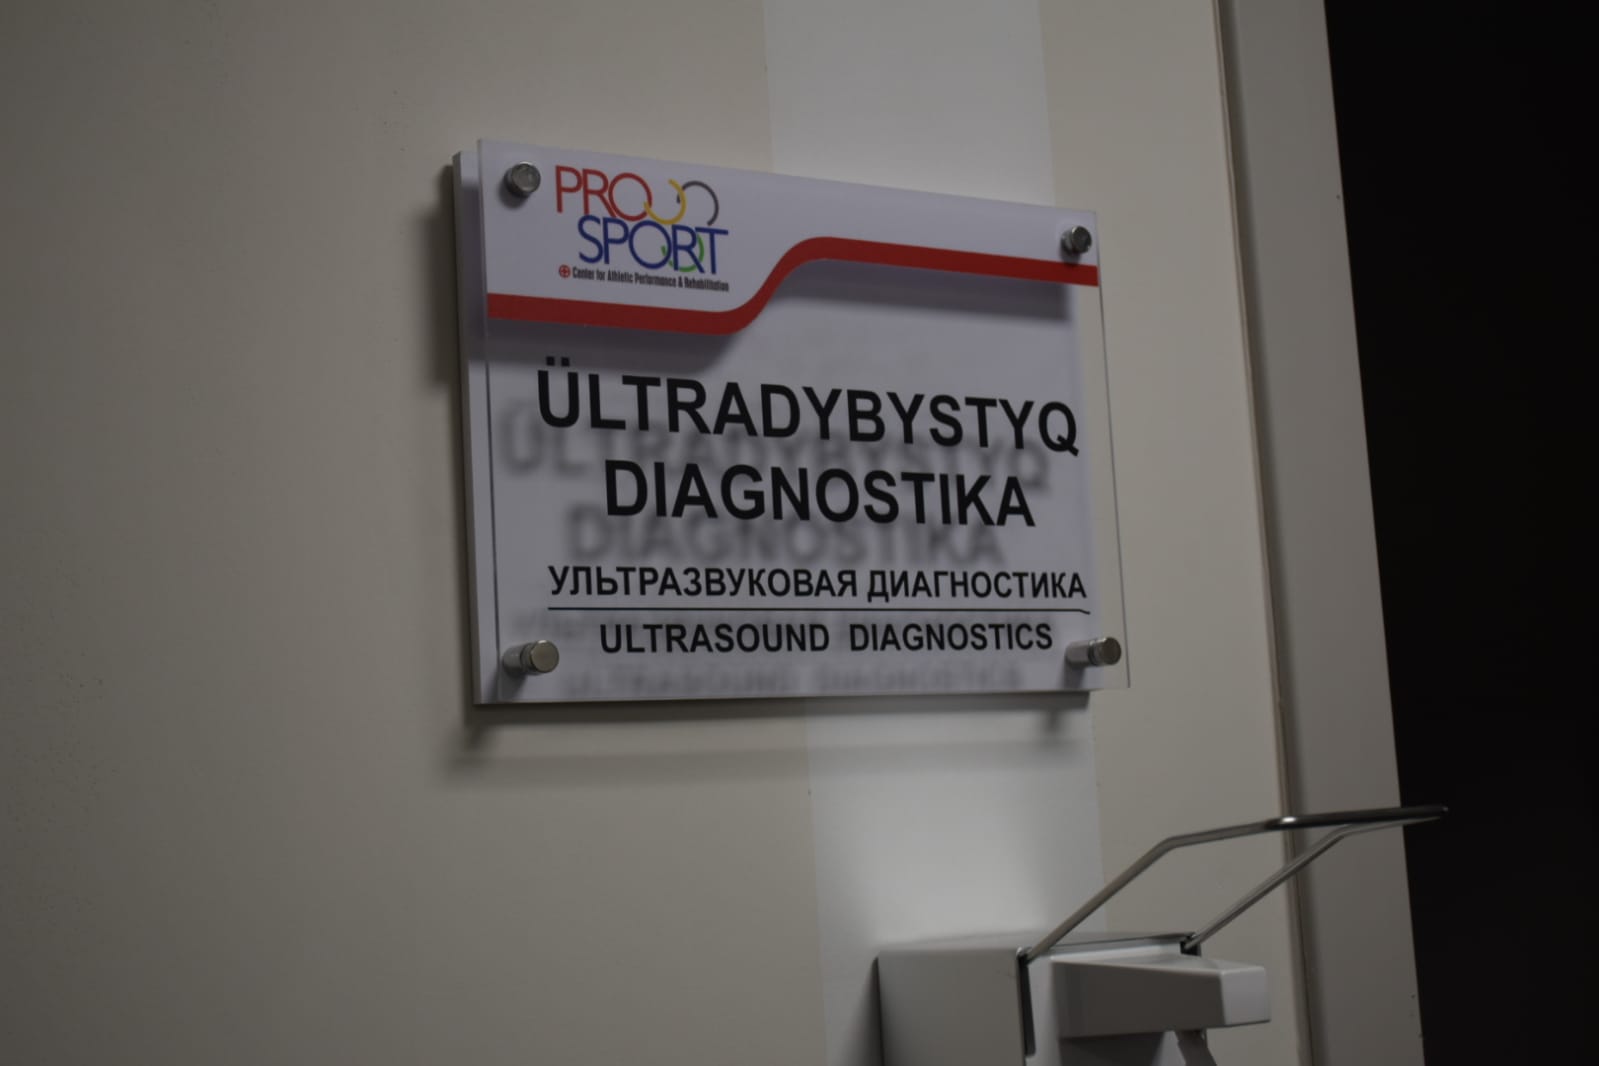 PRO
SPORT
Center for Athletic Performance & Rehabilitation
ÜLTRADYBYSTYQ
DIAGNOSTIKA
УЛЬТРАЗВУКОВАЯ ДИАГНОСТИКА
ULTRASOUND DIAGNOSTICS